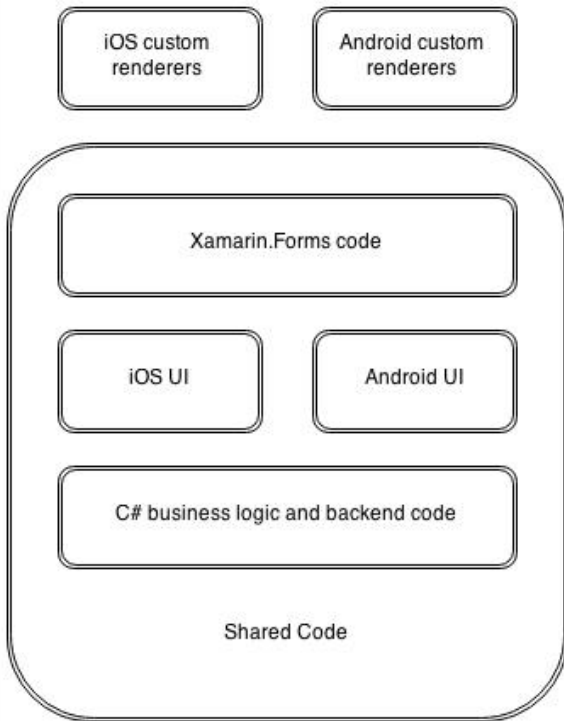 iOS custom
renderers
Android custom
renderers
Xamarin.Forms code
iOS UI
Android UI
C# business logic and backend code
Shared Code